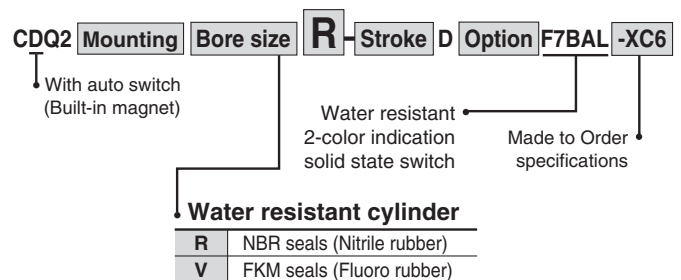 CDQ2 Mounting Bore size R - Stroke D Option F7BAL -XC6
With auto switch
(Built-in magnet)
Water resistant
2-color indication
solid state switch
Made to Order
specifications
Water resistant cylinder
R NBR seals (Nitrile rubber)
V FKM seals (Fluoro rubber)